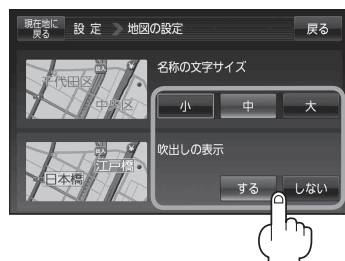 現在地に
戻る
設 定
地図の設定
戻る
名称の文字サイズ
千代田区
中央区
小
中
大
吹出しの表示
江戸橋
日本橋
する
しない